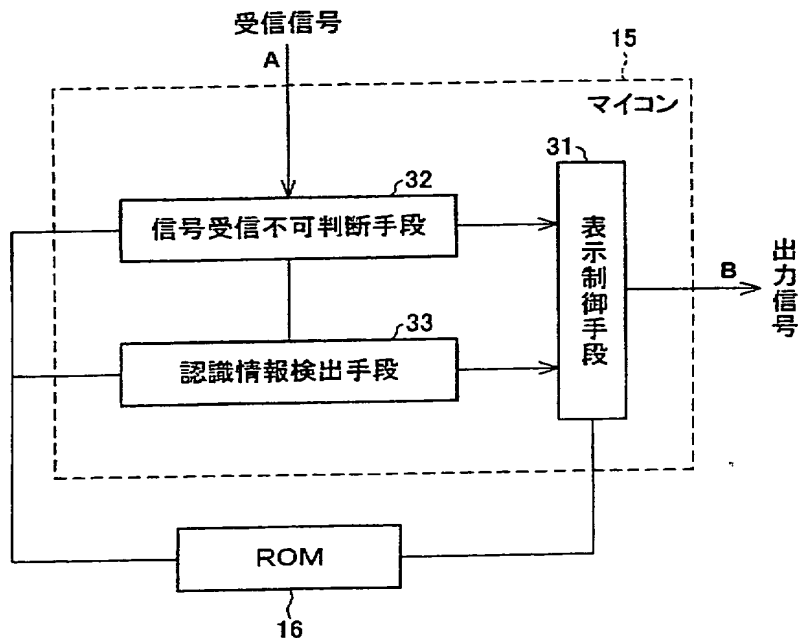 受信信号
A
15
マイコン
31
32
信号受信不可判断手段
表示制御手段
B
出力信号
33
認識情報検出手段
ROM
16